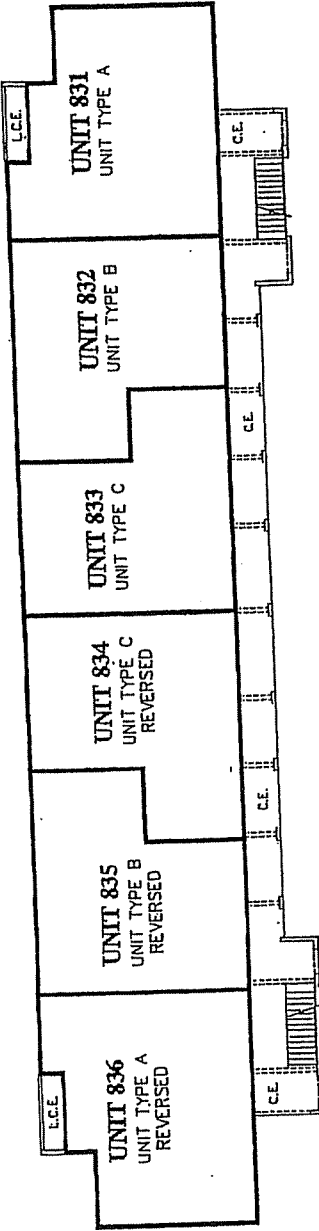 L.C.E.
UNIT 831
UNIT TYPE A
C.E.
UNIT 832
UNIT TYPE B
C.E.
UNIT 833
UNIT TYPE C
UNIT 834
UNIT TYPE C
REVERSED
C.E.
UNIT 835
UNIT TYPE B
REVERSED
L.C.E.
UNIT 836
UNIT TYPE A
REVERSED
C.E.